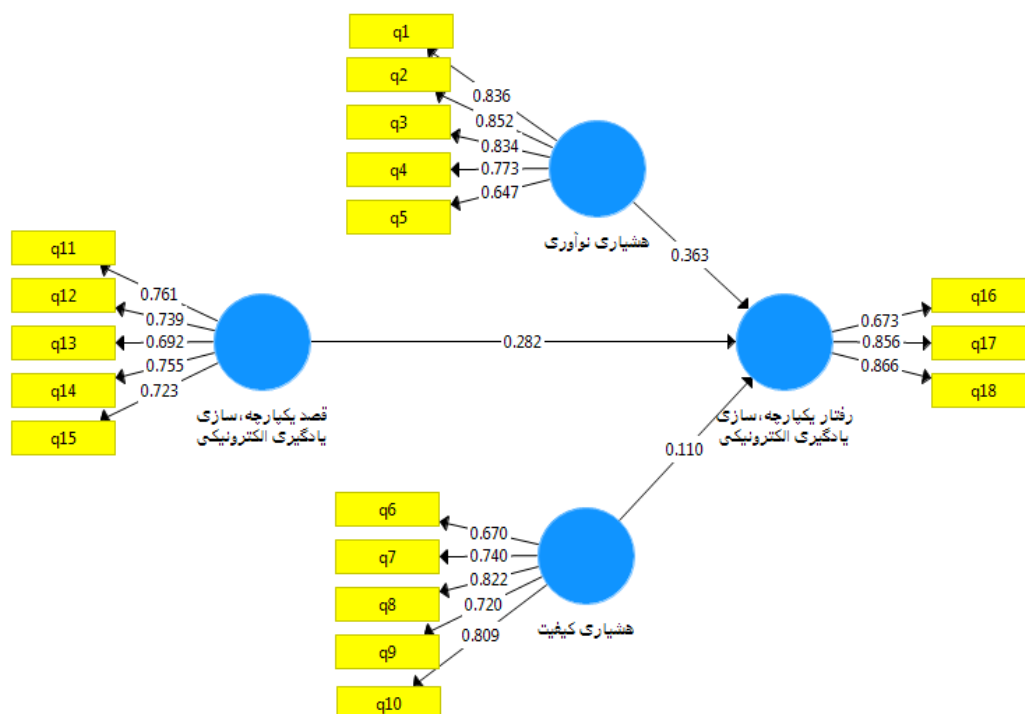 q1
q2
q3
q4
q5
0.836
0.852
0.834
0.773
0.647
هشیاری نوآوری
0.363
q11
q12
q13
q14
q15
0.761
0.739
0.692
0.755
0.723
قصد یکپارچه،سازی
یادگیری الکترونیکی
0.282
رفتار یکپارچه،سازی
یادگیری الکترونیکی
0.673
0.856
0.866
q16
q17
q18
0.110
q6
q7
q8
q9
q10
0.670
0.740
0.822
0.720
0.809
هشیاری کیفیت